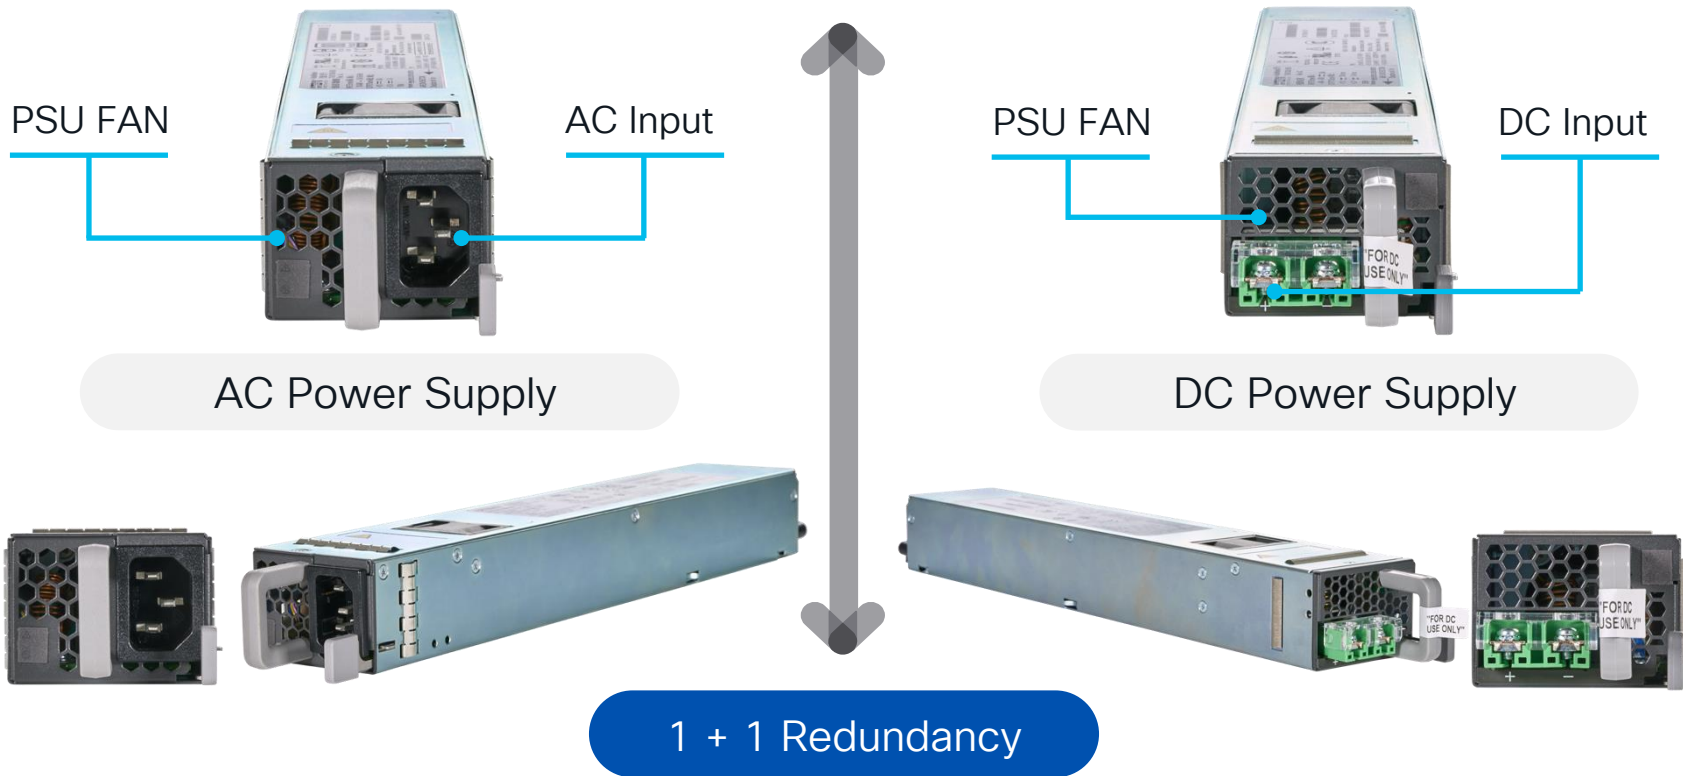 PSU FAN
AC Input
PSU FAN
DC Input
"FOR DC
USE ONLY"
+
AC Power Supply
DC Power Supply
"FOR DC
USE ONLY"
"FOR DC
USE ONLY"
+ −
1 + 1 Redundancy